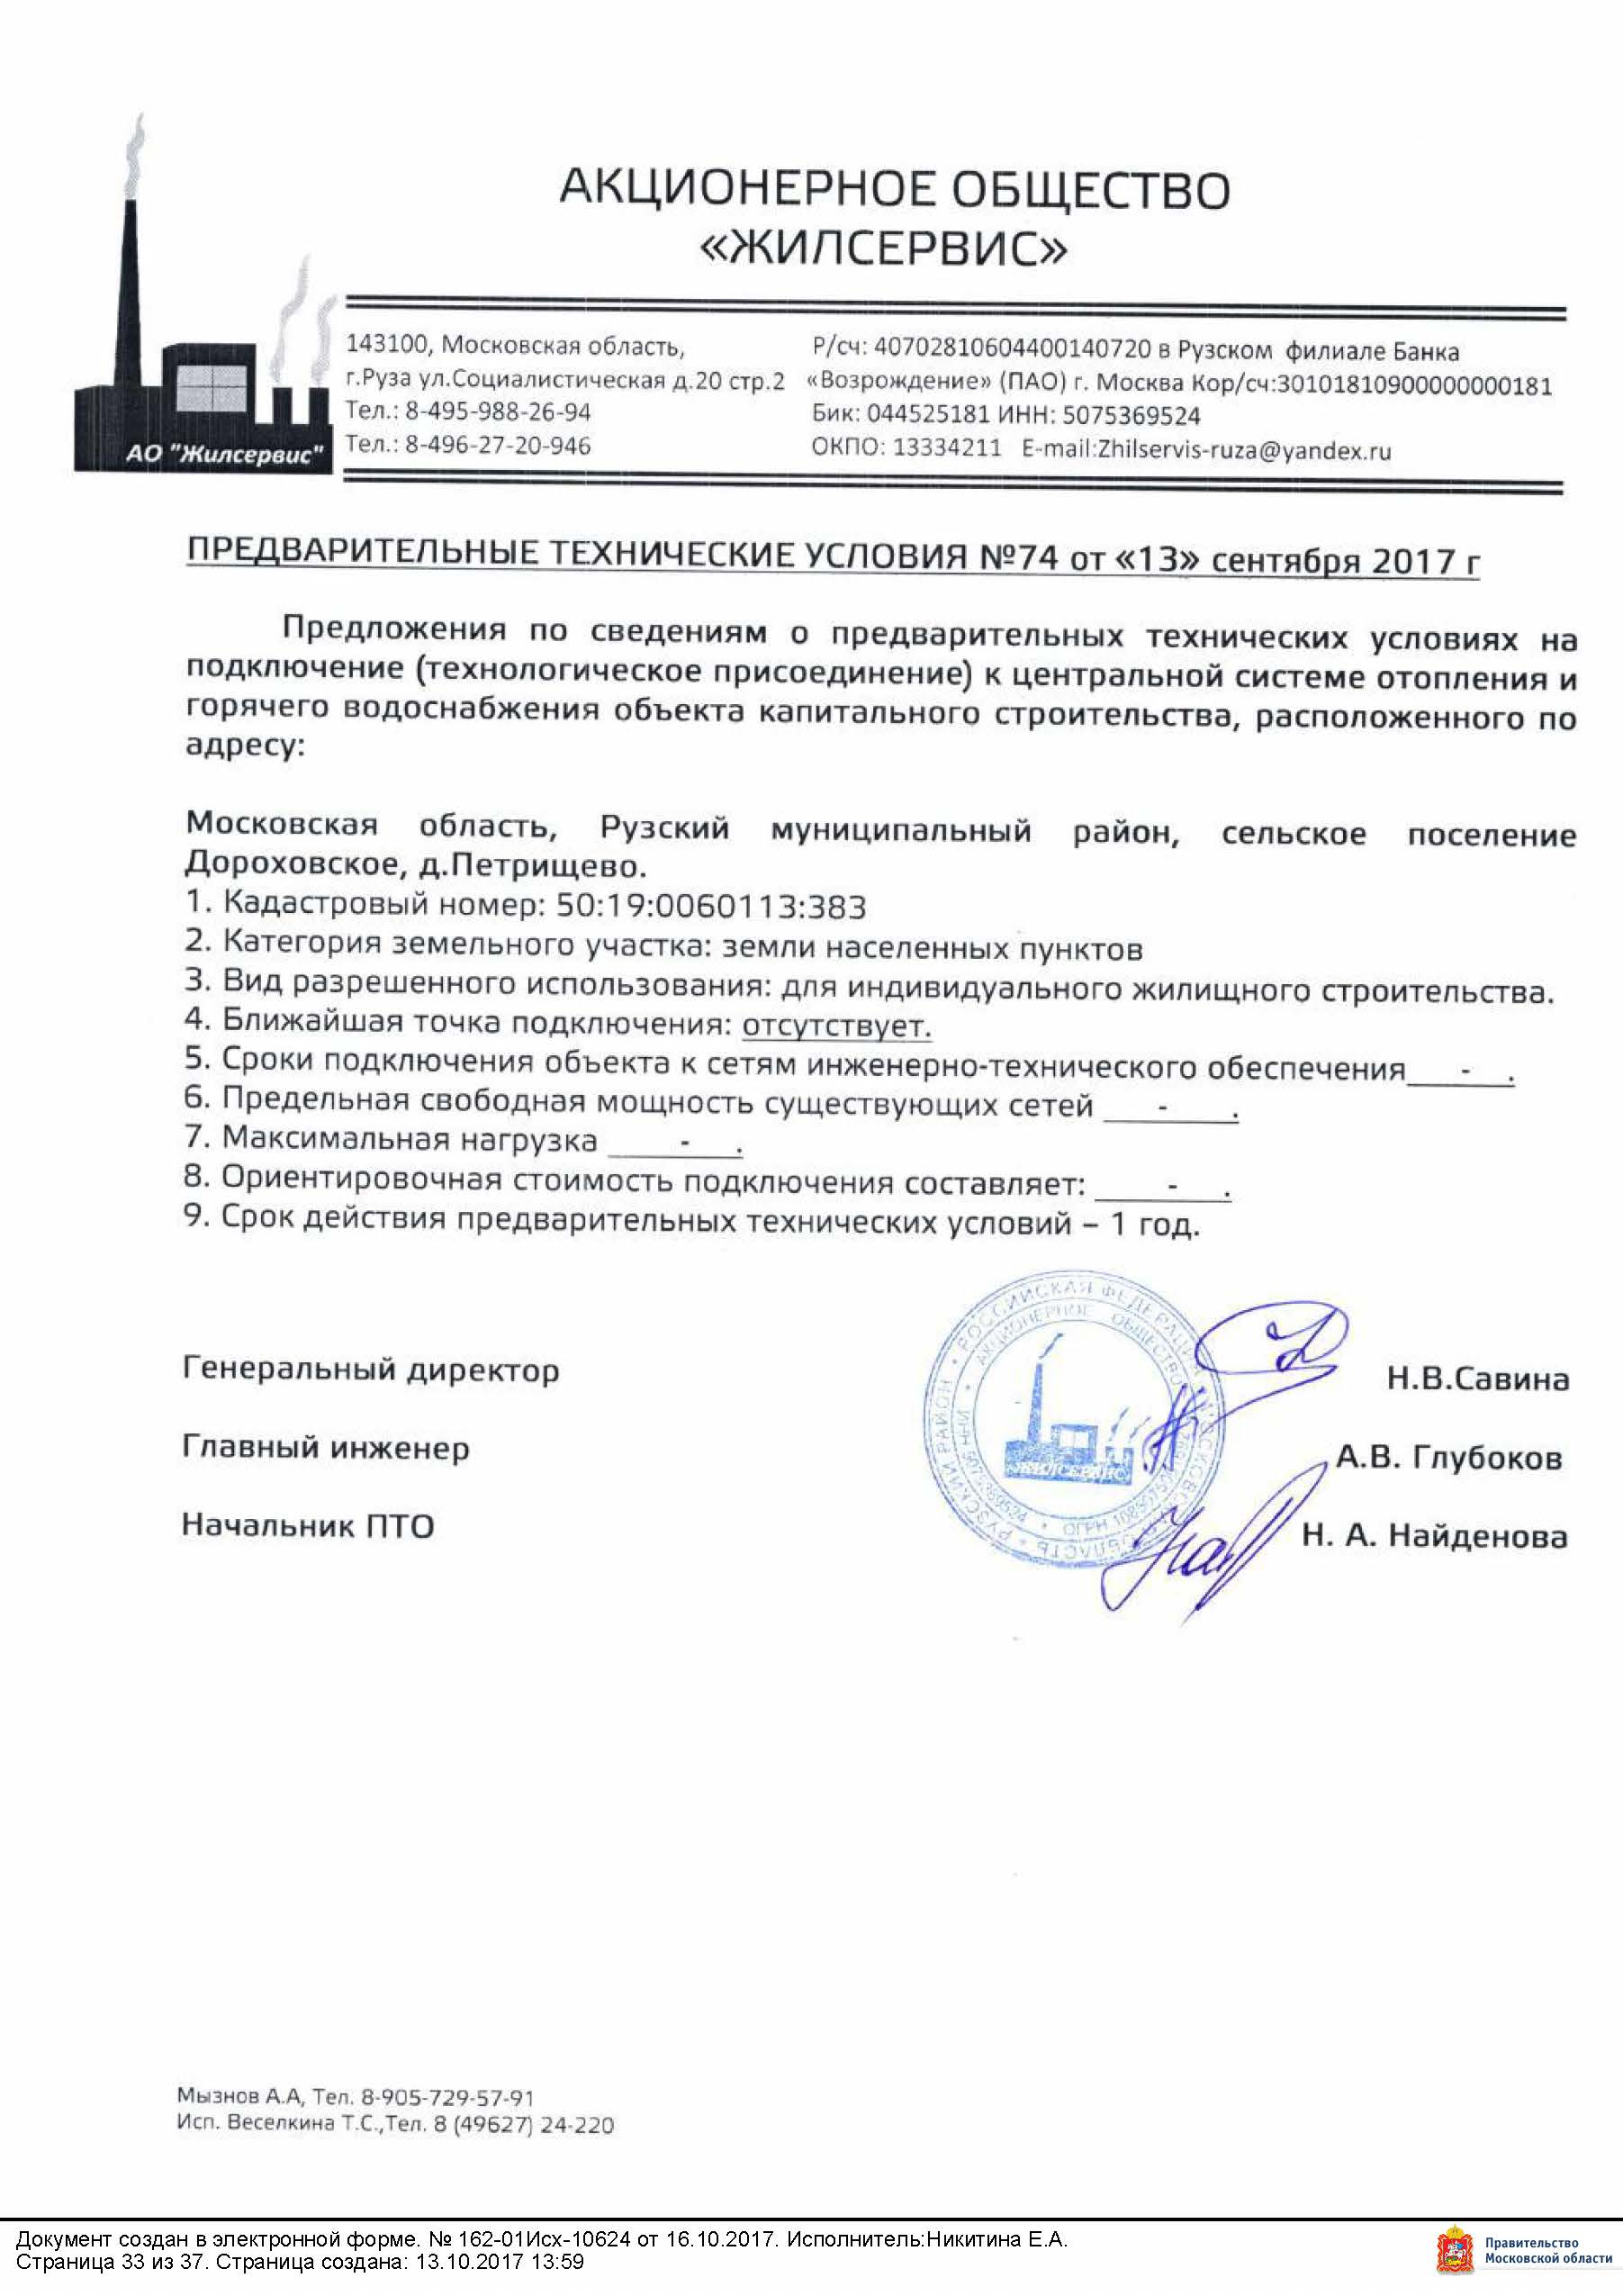 АКЦИОНЕРНОЕ ОБЩЕСТВО
«ЖИЛСЕРВИС»
АО "Жилсервис"
143100, Московская область,
г.Руза ул.Социалистическая д.20 стр.2
Тел.: 8-495-988-26-94
Тел.: 8-496-27-20-946
Р/сч: 40702810604400140720 в Рузском филиале Банка
«Возрождение» (ПАО) г. Москва Кор/сч:30101810900000000181
Бик: 044525181 ИНН: 5075369524
ОКПО: 13334211 E-mail:Zhilservis-ruza@yandex.ru
ПРЕДВАРИТЕЛЬНЫЕ ТЕХНИЧЕСКИЕ УСЛОВИЯ №74 от «13» сентября 2017 г
Предложения по сведениям о предварительных технических условиях на
подключение (технологическое присоединение) к центральной системе отопления и
горячего водоснабжения объекта капитального строительства, расположенного по
адресу:
Московская область, Рузский муниципальный район, сельское поселение
Дороховское, д.Петрищево.
1. Кадастровый номер: 50:19:0060113:383
2. Категория земельного участка: земли населенных пунктов
3. Вид разрешенного использования: для индивидуального жилищного строительства.
4. Ближайшая точка подключения: отсутствует.
5. Сроки подключения объекта к сетям инженерно-технического обеспечения - .
6. Предельная свободная мощность существующих сетей - .
7. Максимальная нагрузка - .
8. Ориентировочная стоимость подключения составляет: - .
9. Срок действия предварительных технических условий – 1 год.
РОССИЙСКАЯ ФЕДЕРАЦИЯ
РУЗСКИЙ РАЙОН
АКЦИОНЕРНОЕ ОБЩЕСТВО
ИНН 5075369524
ЖИЛСЕРВИС
Генеральный директор Н.В.Савина
Главный инженер А.В. Глубоков
Начальник ПТО Н. А. Найденова
Мызнов А.А, Тел. 8-905-729-57-91
Исп. Веселкина Т.С.,Тел. 8 (49627) 24-220
Документ создан в электронной форме. № 162-01Исх-10624 от 16.10.2017. Исполнитель:Никитина Е.А.
Страница 33 из 37. Страница создана: 13.10.2017 13:59
Правительство
Московской области